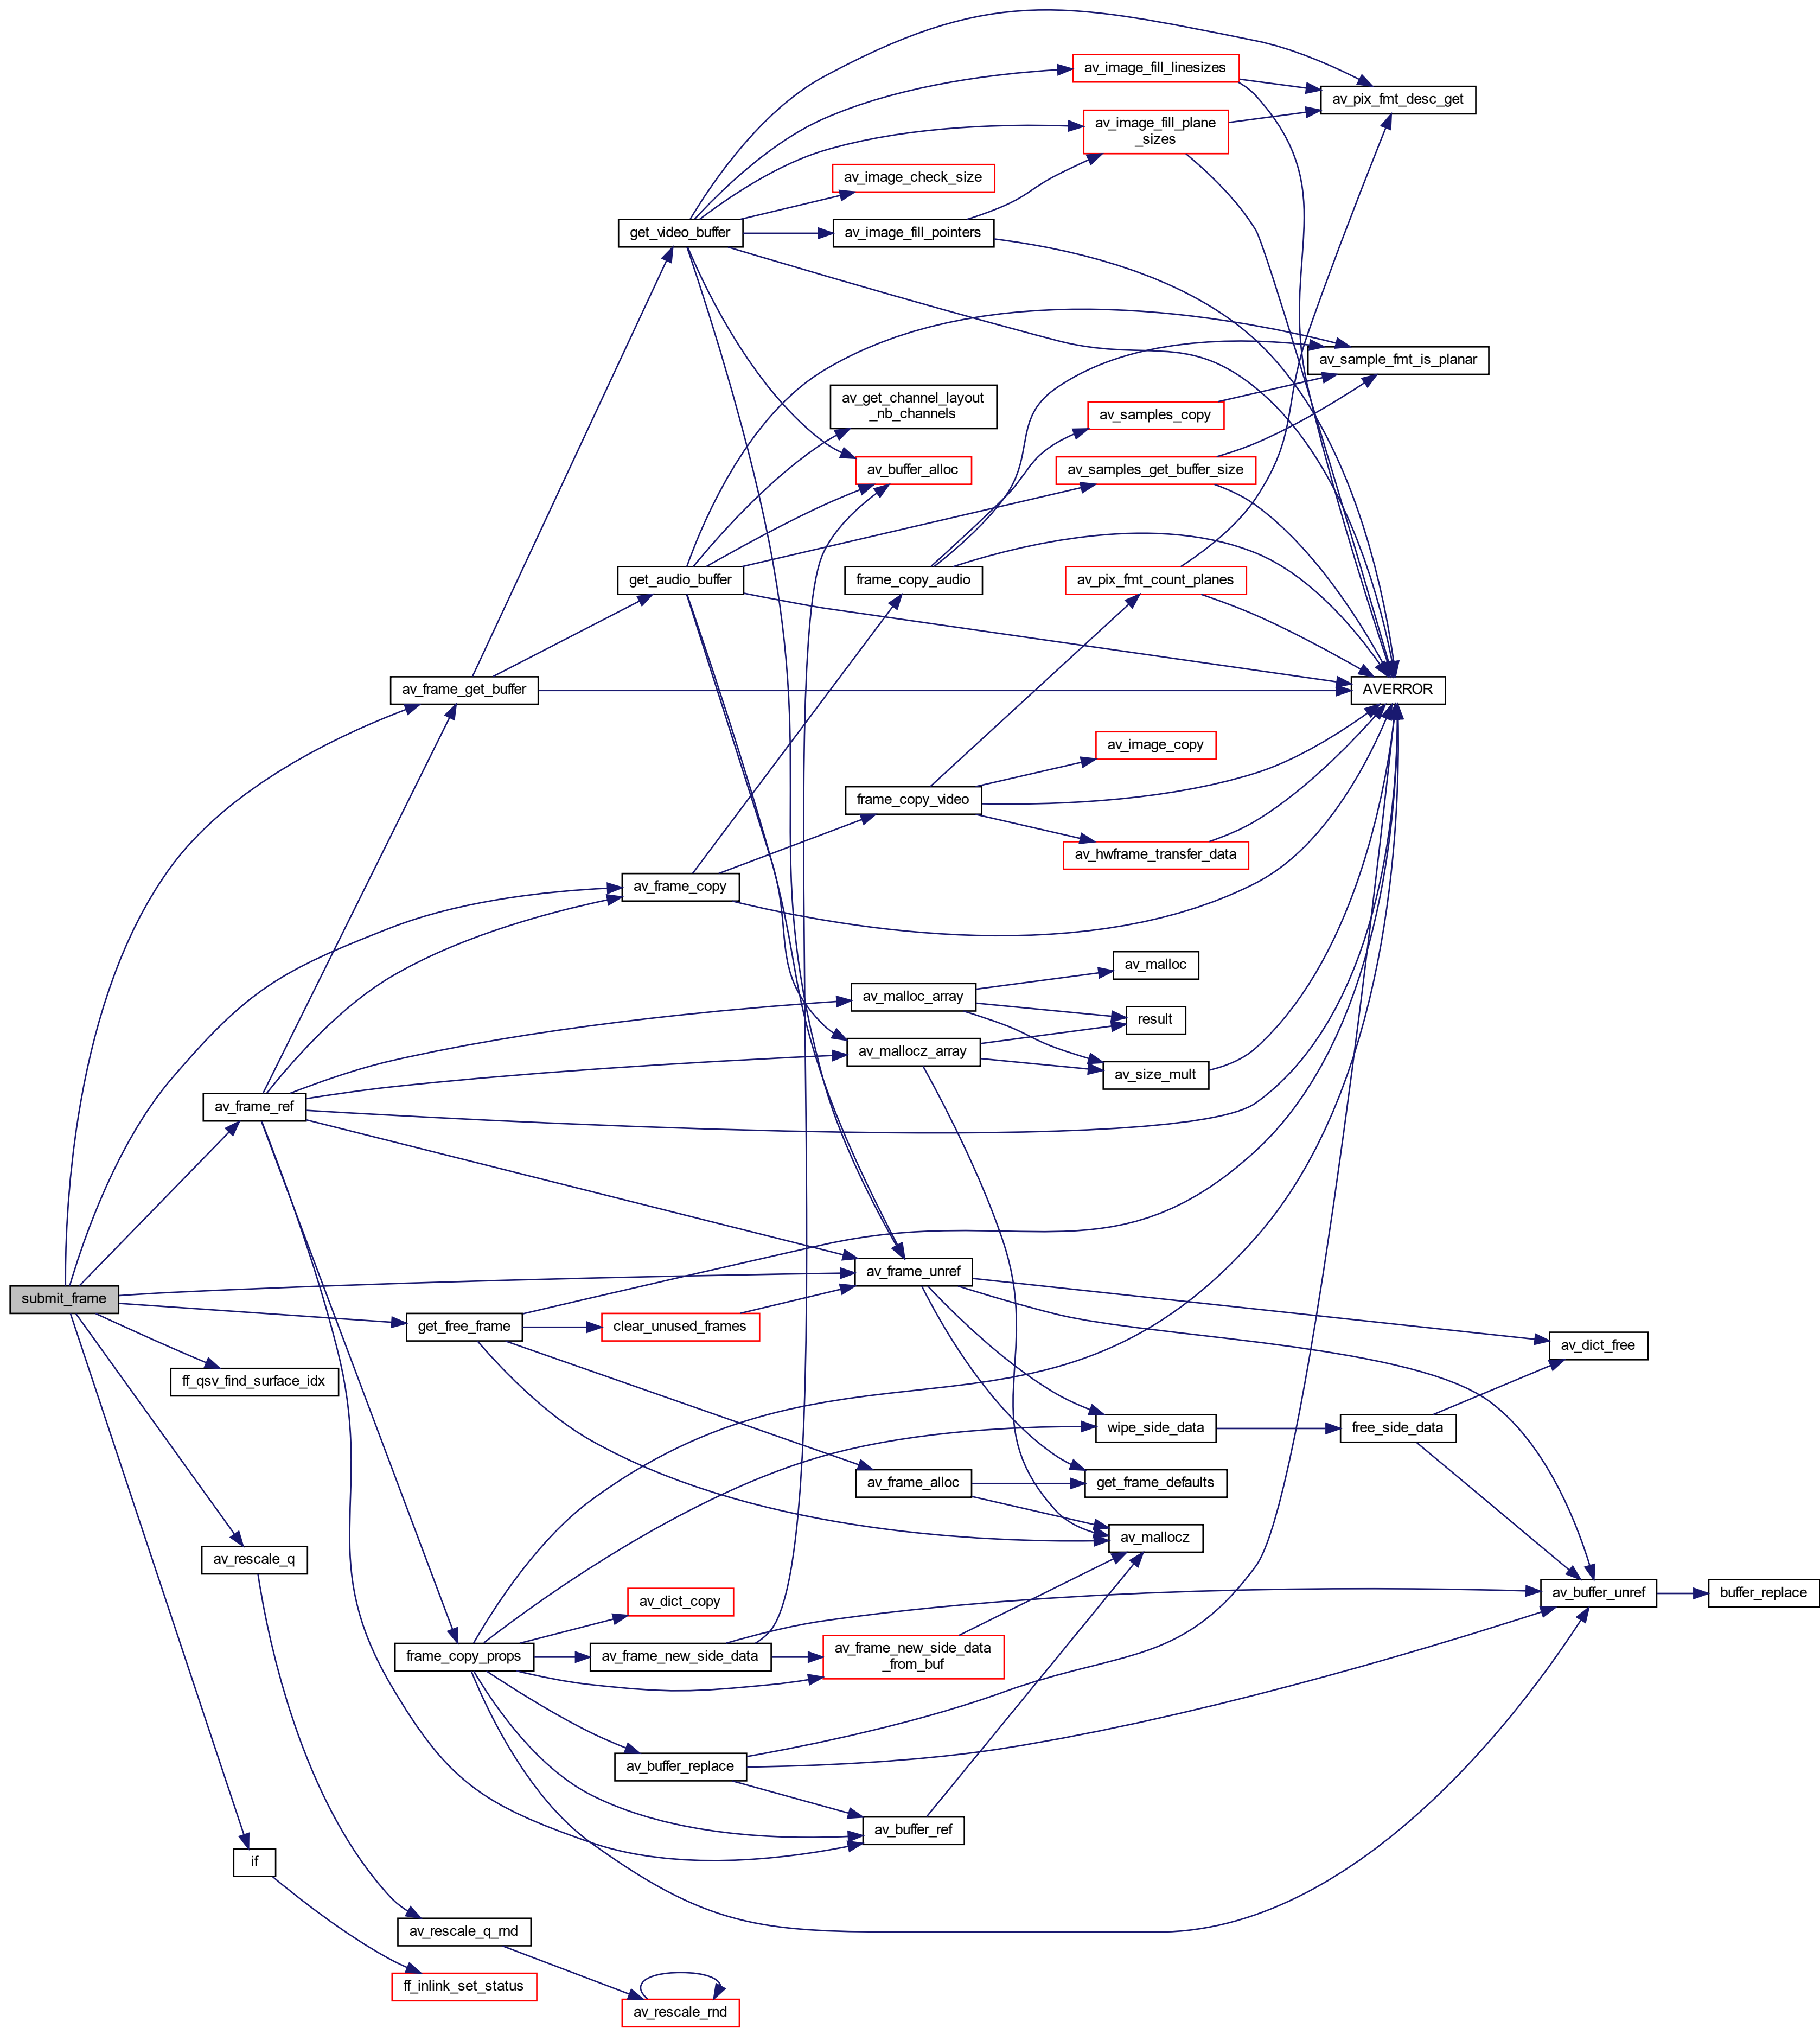 av_image_fill_linesizes
av_pix_fmt_desc_get
av_image_fill_plane
_sizes
av_image_check_size
get_video_buffer
av_image_fill_pointers
av_sample_fmt_is_planar
av_get_channel_layout
_nb_channels
av_samples_copy
av_buffer_alloc
av_samples_get_buffer_size
get_audio_buffer
frame_copy_audio
av_pix_fmt_count_planes
av_frame_get_buffer
AVERROR
av_image_copy
frame_copy_video
av_hwframe_transfer_data
av_frame_copy
av_malloc
av_malloc_array
result
av_mallocz_array
av_size_mult
av_frame_ref
av_frame_unref
submit_frame
get_free_frame
clear_unused_frames
av_dict_free
ff_qsv_find_surface_idx
wipe_side_data
free_side_data
av_frame_alloc
get_frame_defaults
av_mallocz
av_rescale_q
av_buffer_unref
buffer_replace
av_dict_copy
frame_copy_props
av_frame_new_side_data
av_frame_new_side_data
_from_buf
av_buffer_replace
av_buffer_ref
if
av_rescale_q_rnd
ff_inlink_set_status
av_rescale_rnd